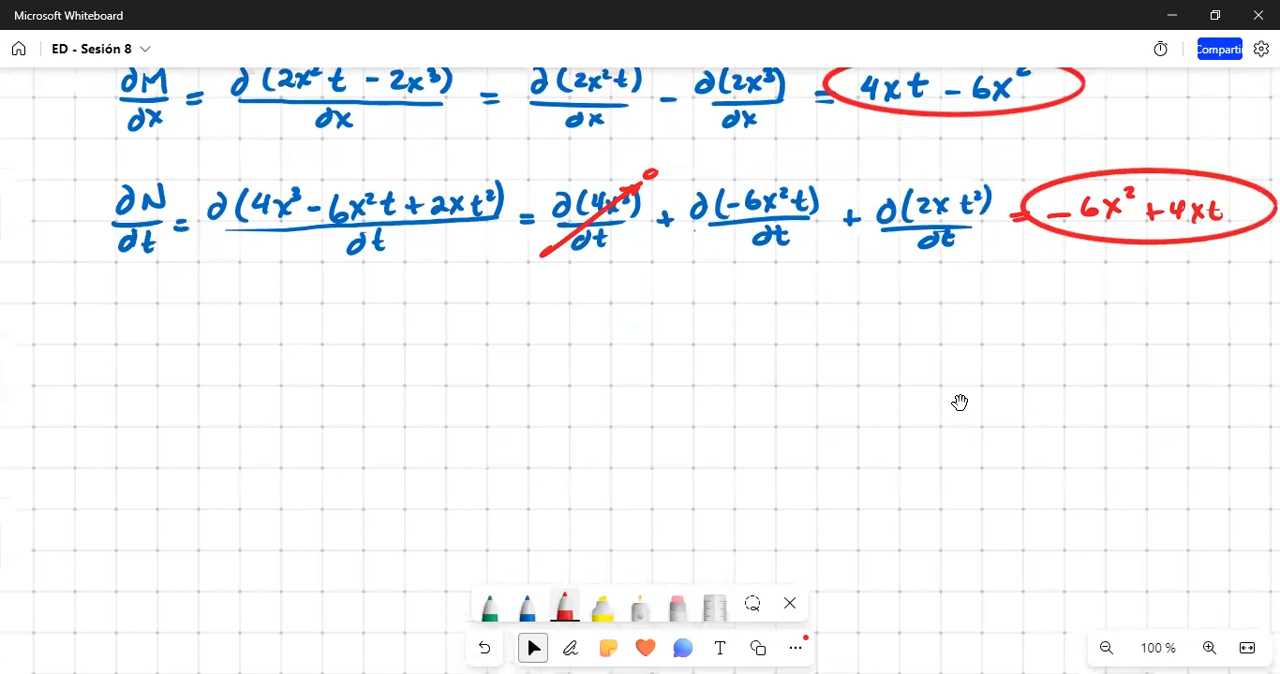 Microsoft Whiteboard
ED - Sesión 8
Compartir
∂M/∂x = ∂(2x²t - 2x³)/∂x = ∂(2x²t)/∂x - ∂(2x³)/∂x = 4xt - 6x²
∂N/∂t = ∂(4x³ - 6x²t + 2xt²)/∂t = ∂(4x³)/∂t 0 + ∂(-6x²t)/∂t + ∂(2xt²)/∂t = -6x² + 4xt
100 %